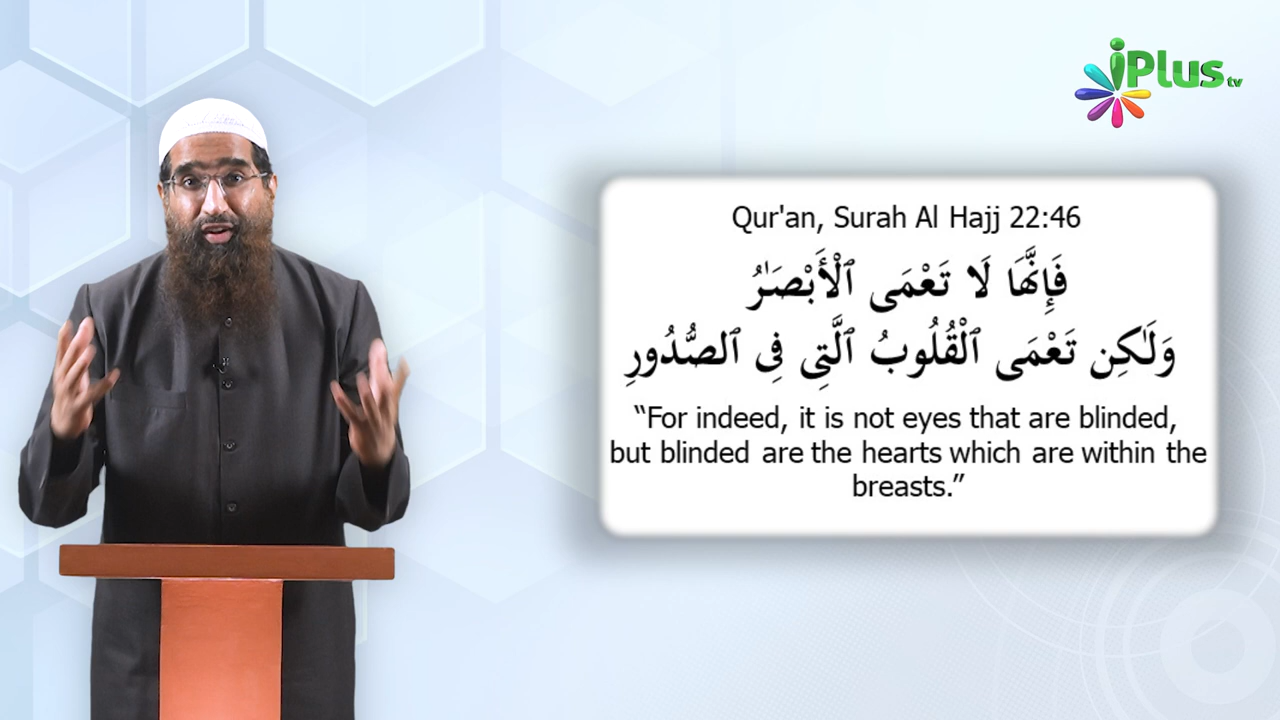 iPlus tv
Qur'an, Surah Al Hajj 22:46
فَإِنَّهَا لَا تَعْمَى ٱلْأَبْصَـٰرُ
وَلَـٰكِن تَعْمَى ٱلْقُلُوبُ ٱلَّتِى فِى ٱلصُّدُورِ
“For indeed, it is not eyes that are blinded,
but blinded are the hearts which are within the
breasts.”